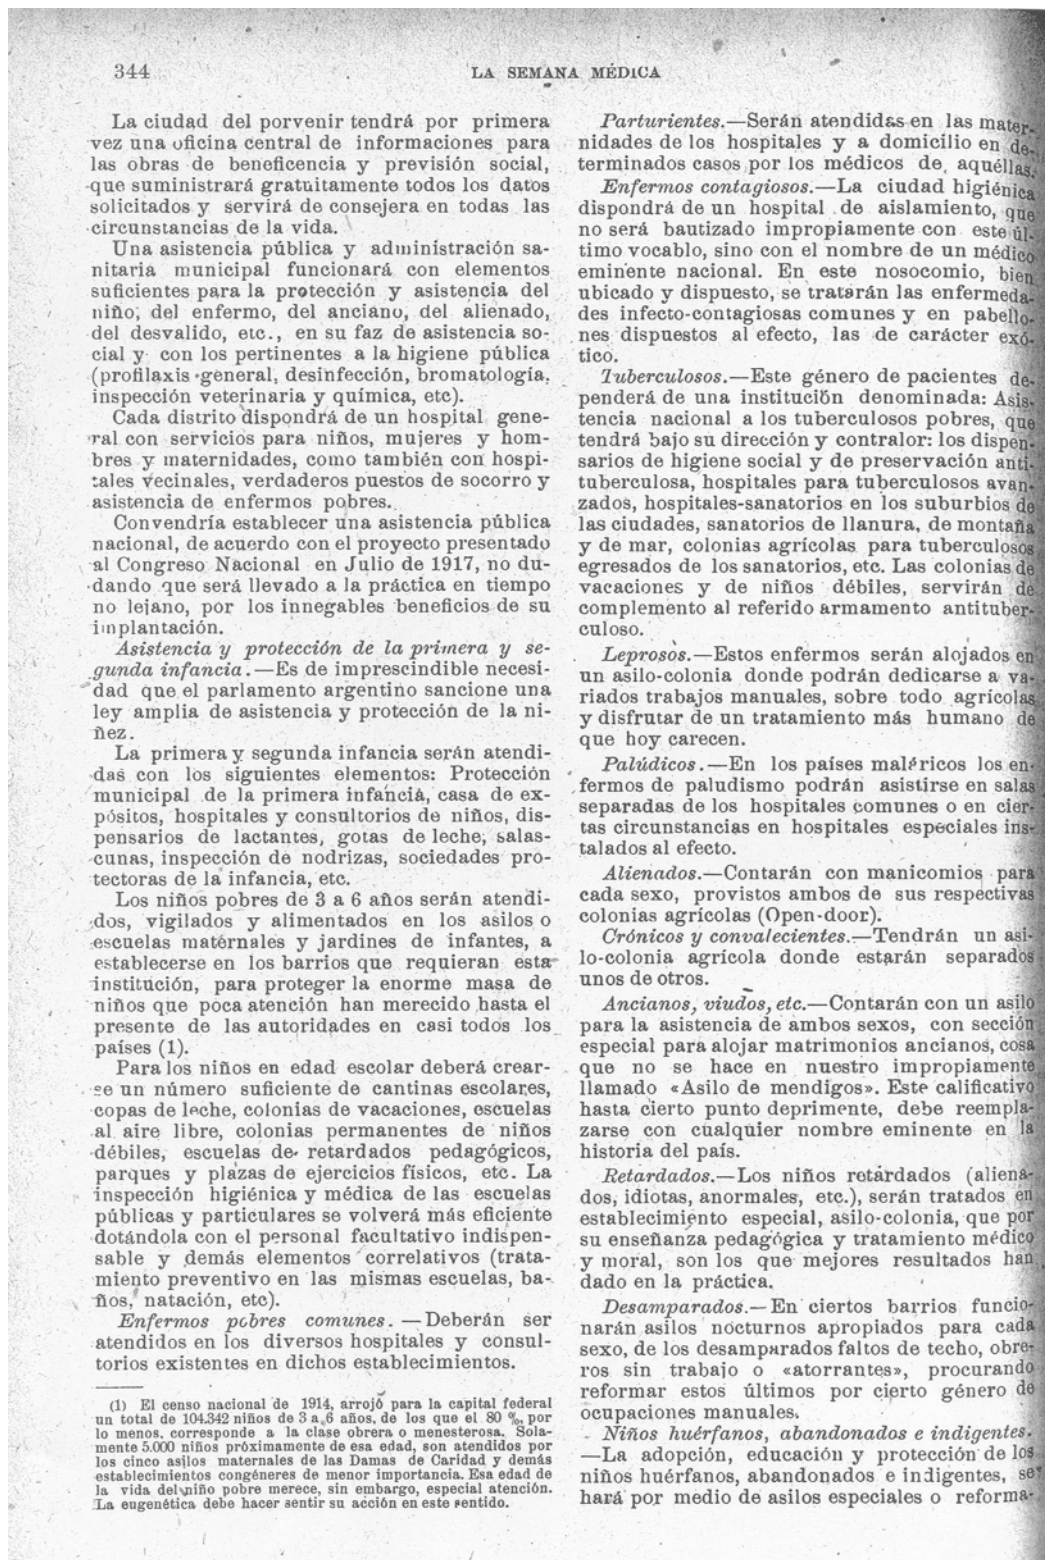 344
LA SEMANA MÉDICA
La ciudad del porvenir tendrá por primera
vez una oficina central de informaciones para
las obras de beneficencia y previsión social,
que suministrará gratuitamente todos los datos
solicitados y servirá de consejera en todas las
circunstancias de la vida.
Una asistencia pública y administración sa-
nitaria municipal funcionará con elementos
suficientes para la protección y asistencia del
niño, del enfermo, del anciano, del alienado,
del desvalido, etc., en su faz de asistencia so-
cial y con los pertinentes a la higiene pública
(profilaxis general, desinfección, bromatología,
inspección veterinaria y química, etc).
Cada distrito dispondrá de un hospital gene-
ral con servicios para niños, mujeres y hom-
bres y maternidades, como también con hospi-
tales vecinales, verdaderos puestos de socorro y
asistencia de enfermos pobres.
Convendría establecer una asistencia pública
nacional, de acuerdo con el proyecto presentado
al Congreso Nacional en Julio de 1917, no du-
dando que será llevado a la práctica en tiempo
no lejano, por los innegables beneficios de su
implantación.
Asistencia y protección de la primera y se-
gunda infancia.—Es de imprescindible necesi-
dad que el parlamento argentino sancione una
ley amplia de asistencia y protección de la ni-
ñez.
La primera y segunda infancia serán atendi-
das con los siguientes elementos: Protección
municipal de la primera infancia, casa de ex-
pósitos, hospitales y consultorios de niños, dis-
pensarios de lactantes, gotas de leche, salas-
cunas, inspección de nodrizas, sociedades pro-
tectoras de la infancia, etc.
Los niños pobres de 3 a 6 años serán atendi-
dos, vigilados y alimentados en los asilos o
escuelas maternales y jardines de infantes, a
establecerse en los barrios que requieran esta
institución, para proteger la enorme masa de
niños que poca atención han merecido hasta el
presente de las autoridades en casi todos los
países (1).
Para los niños en edad escolar deberá crear-
se un número suficiente de cantinas escolares,
copas de leche, colonias de vacaciones, escuelas
al aire libre, colonias permanentes de niños
débiles, escuelas de retardados pedagógicos,
parques y plazas de ejercicios físicos, etc. La
inspección higiénica y médica de las escuelas
públicas y particulares se volverá más eficiente
dotándola con el personal facultativo indispen-
sable y demás elementos correlativos (trata-
miento preventivo en las mismas escuelas, ba-
ños, natación, etc).
Enfermos pobres comunes. — Deberán ser
atendidos en los diversos hospitales y consul-
torios existentes en dichos establecimientos.
(1) El censo nacional de 1914, arrojó para la capital federal
un total de 104.342 niños de 3 a 6 años, de los que el 80 %, por
lo menos, corresponde a la clase obrera o menesterosa. Sola-
mente 5.000 niños próximamente de esa edad, son atendidos por
los cinco asilos maternales de las Damas de Caridad y demás
establecimientos congéneres de menor importancia. Esa edad de
la vida del niño pobre merece, sin embargo, especial atención.
La eugenética debe hacer sentir su acción en este sentido.
Parturientes.—Serán atendidas en las mater-
nidades de los hospitales y a domicilio en de-
terminados casos por los médicos de aquéllas.
Enfermos contagiosos.—La ciudad higiénica
dispondrá de un hospital de aislamiento, que
no será bautizado impropiamente con este úl-
timo vocablo, sino con el nombre de un médico
eminente nacional. En este nosocomio, bien
ubicado y dispuesto, se tratarán las enfermeda-
des infecto-contagiosas comunes y en pabello-
nes dispuestos al efecto, las de carácter exó-
tico.
Tuberculosos.—Este género de pacientes de-
penderá de una institución denominada: Asis-
tencia nacional a los tuberculosos pobres, que
tendrá bajo su dirección y contralor: los dispen-
sarios de higiene social y de preservación anti-
tuberculosa, hospitales para tuberculosos avan-
zados, hospitales-sanatorios en los suburbios de
las ciudades, sanatorios de llanura, de montaña
y de mar, colonias agrícolas para tuberculosos
egresados de los sanatorios, etc. Las colonias de
vacaciones y de niños débiles, servirán de
complemento al referido armamento antituber-
culoso.
Leprosos.—Estos enfermos serán alojados en
un asilo-colonia donde podrán dedicarse a va-
riados trabajos manuales, sobre todo agrícolas
y disfrutar de un tratamiento más humano de
que hoy carecen.
Palúdicos.—En los países maláricos los en-
fermos de paludismo podrán asistirse en salas
separadas de los hospitales comunes o en cier-
tas circunstancias en hospitales especiales ins-
talados al efecto.
Alienados.—Contarán con manicomios para
cada sexo, provistos ambos de sus respectivas
colonias agrícolas (Open-door).
Crónicos y convalecientes.—Tendrán un asi-
lo-colonia agrícola donde estarán separados
unos de otros.
Ancianos, viudos, etc.—Contarán con un asilo
para la asistencia de ambos sexos, con sección
especial para alojar matrimonios ancianos, cosa
que no se hace en nuestro impropiamente
llamado «Asilo de mendigos». Este calificativo
hasta cierto punto deprimente, debe reempla-
zarse con cualquier nombre eminente en la
historia del país.
Retardados.—Los niños retardados (aliena-
dos, idiotas, anormales, etc.), serán tratados en
establecimiento especial, asilo-colonia, que por
su enseñanza pedagógica y tratamiento médico
y moral, son los que mejores resultados han
dado en la práctica.
Desamparados.—En ciertos barrios funcio-
narán asilos nocturnos apropiados para cada
sexo, de los desamparados faltos de techo, obre-
ros sin trabajo o «atorrantes», procurando
reformar estos últimos por cierto género de
ocupaciones manuales.
Niños huérfanos, abandonados e indigentes.
—La adopción, educación y protección de los
niños huérfanos, abandonados e indigentes, se
hará por medio de asilos especiales o reforma-